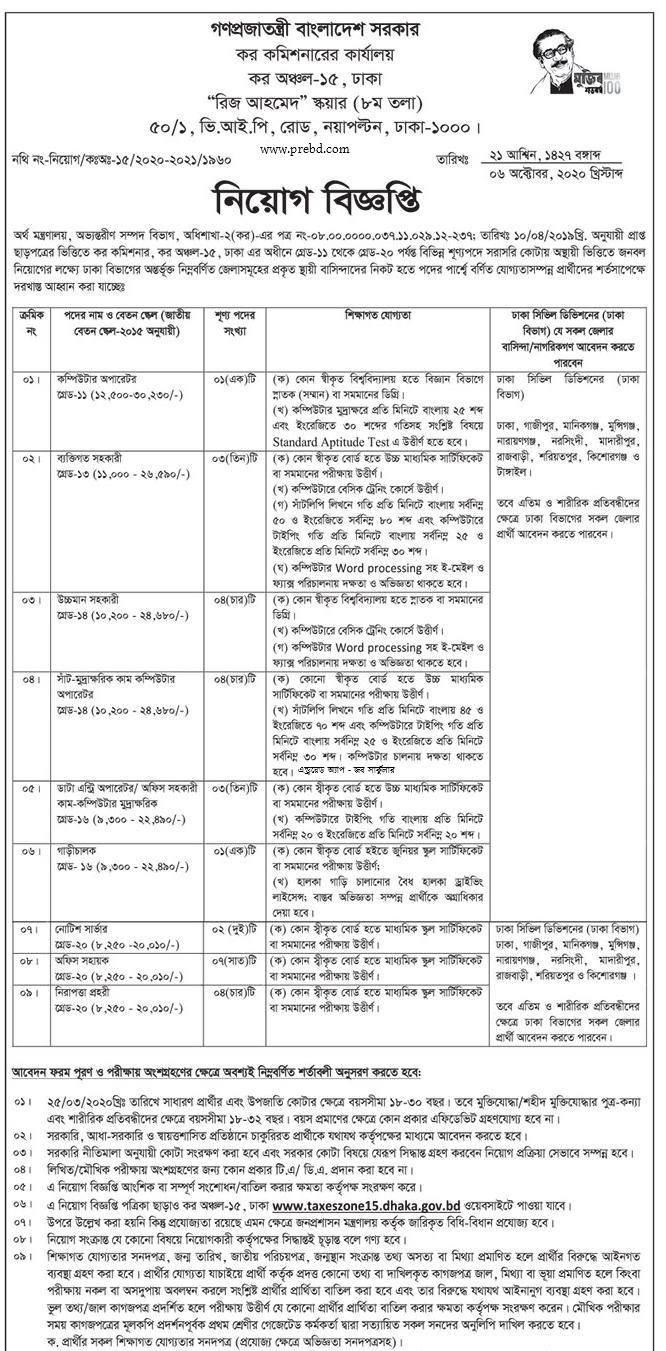 গণপ্রজাতন্ত্রী বাংলাদেশ সরকার
কর কমিশনারের কার্যালয়
কর অঞ্চল-১৫, ঢাকা
“রিজ আহমেদ” স্কয়ার (৮ম তলা)
৫০/১, ভি.আই.পি, রোড, নয়াপল্টন, ঢাকা-১০০০।
মুজিব শতবর্ষ 100
www.prebd.com
নথি নং-নিয়োগ/কঃঅঃ-১৫/২০২০-২০২১/১৯৬০
তারিখঃ ২১ আশ্বিন, ১৪২৭ বঙ্গাব্দ
০৬ অক্টোবর, ২০২০ খ্রিস্টাব্দ
নিয়োগ বিজ্ঞপ্তি
অর্থ মন্ত্রণালয়, অভ্যন্তরীণ সম্পদ বিভাগ, অধিশাখা-২(কর)-এর পত্র নং-০৮.০০.০০০০.০৩৭.১১.০২৯.১২-২৩৭; তারিখঃ ১০/০৪/২০১৯খ্রি. অনুযায়ী প্রাপ্ত
ছাড়পত্রের ভিত্তিতে কর কমিশনার, কর অঞ্চল-১৫, ঢাকা এর অধীনে গ্রেড-১১ থেকে গ্রেড-২০ পর্যন্ত বিভিন্ন শূণ্যপদে সরাসরি কোটায় অস্থায়ী ভিত্তিতে জনবল
নিয়োগের লক্ষ্যে ঢাকা বিভাগের অন্তর্ভূক্ত নিম্নবর্ণিত জেলাসমূহের প্রকৃত স্থায়ী বাসিন্দাদের নিকট হতে পদের পার্শ্বে বর্ণিত যোগ্যতাসম্পন্ন প্রার্থীদের শর্তসাপেক্ষে
দরখাস্ত আহ্বান করা যাচ্ছেঃ
ক্রমিক নং
পদের নাম ও বেতন স্কেল (জাতীয়
বেতন স্কেল-২০১৫ অনুযায়ী)
শূণ্য পদের
সংখ্যা
শিক্ষাগত যোগ্যতা
ঢাকা সিভিল ডিভিশনের (ঢাকা
বিভাগ) যে সকল জেলার
বাসিন্দা/নাগরিকগণ আবেদন করতে
পারবেন
০১।
কম্পিউটার অপারেটর
গ্রেড-১১ (১২,৫০০-৩০,২৩০/-)
০১(এক)টি
(ক) কোন স্বীকৃত বিশ্ববিদ্যালয় হতে বিজ্ঞান বিভাগে
স্নাতক (সম্মান) বা সমমানের ডিগ্রি।
(খ) কম্পিউটার মুদ্রাক্ষরে প্রতি মিনিটে বাংলায় ২৫ শব্দ
এবং ইংরেজিতে ৩০ শব্দের গতিসহ সংশ্লিষ্ট বিষয়ে
Standard Aptitude Test এ উত্তীর্ণ হতে হবে।
ঢাকা সিভিল ডিভিশনের (ঢাকা
বিভাগ)
ঢাকা, গাজীপুর, মানিকগঞ্জ, মুন্সিগঞ্জ,
নারায়ণগঞ্জ, নরসিংদী, মাদারীপুর,
রাজবাড়ী, শরিয়তপুর, কিশোরগঞ্জ ও
টাঙ্গাইল।
তবে এতিম ও শারীরিক প্রতিবন্ধীদের
ক্ষেত্রে ঢাকা বিভাগের সকল জেলার
প্রার্থী আবেদন করতে পারবেন।
০২।
ব্যক্তিগত সহকারী
গ্রেড-১৩ (১১,০০০ - ২৬,৫৯০/-)
০৩(তিন)টি
(ক) কোন স্বীকৃত বোর্ড হতে উচ্চ মাধ্যমিক সার্টিফিকেট
বা সমমানের পরীক্ষায় উত্তীর্ণ।
(খ) কম্পিউটারে বেসিক ট্রেনিং কোর্সে উত্তীর্ণ।
(গ) সাঁটলিপি লিখনে গতি প্রতি মিনিটে বাংলায় সর্বনিম্ন
৫০ ও ইংরেজিতে সর্বনিম্ন ৮০ শব্দ এবং কম্পিউটারে
টাইপিং গতি প্রতি মিনিটে বাংলায় সর্বনিম্ন ২৫ ও
ইংরেজিতে প্রতি মিনিটে সর্বনিম্ন ৩০ শব্দ।
(ঘ) কম্পিউটার Word processing সহ ই-মেইল ও
ফ্যাক্স পরিচালনায় দক্ষতা ও অভিজ্ঞতা থাকতে হবে।
০৩।
উচ্চমান সহকারী
গ্রেড-১৪ (১০,২০০ - ২৪,৬৮০/-)
০৪(চার)টি
(ক) কোন স্বীকৃত বিশ্ববিদ্যালয় হতে স্নাতক বা সমমানের
ডিগ্রি।
(খ) কম্পিউটারে বেসিক ট্রেনিং কোর্সে উত্তীর্ণ।
(গ) কম্পিউটার Word processing সহ ই-মেইল ও
ফ্যাক্স পরিচালনায় দক্ষতা ও অভিজ্ঞতা থাকতে হবে।
০৪।
সাঁট-মুদ্রাক্ষরিক কাম কম্পিউটার
অপারেটর
গ্রেড-১৪ (১০,২০০ - ২৪,৬৮০/-)
০৪(চার)টি
(ক) কোনো স্বীকৃত বোর্ড হতে উচ্চ মাধ্যমিক
সার্টিফিকেট বা সমমানের পরীক্ষায় উত্তীর্ণ।
(খ) সাঁটলিপি লিখনে গতি প্রতি মিনিটে বাংলায় ৪৫ ও
ইংরেজিতে ৭০ শব্দ এবং কম্পিউটারে টাইপিং গতি প্রতি
মিনিটে বাংলায় সর্বনিম্ন ২৫ ও ইংরেজিতে প্রতি মিনিটে
সর্বনিম্ন ৩০ শব্দ। কম্পিউটার চালনায় দক্ষতা থাকতে
হবে। এন্ড্রয়েড অ্যাপ - জব সার্কুলার
০৫।
ডাটা এন্ট্রি অপারেটর/ অফিস সহকারী
কাম-কম্পিউটার মুদ্রাক্ষরিক
গ্রেড-১৬ (৯,৩০০ - ২২,৪৯০/-)
০৩(তিন)টি
(ক) কোন স্বীকৃত বোর্ড হতে উচ্চ মাধ্যমিক সার্টিফিকেট
বা সমমানের পরীক্ষায় উত্তীর্ণ।
(খ) কম্পিউটারে টাইপিং গতি বাংলায় প্রতি মিনিটে
সর্বনিম্ন ২০ ও ইংরেজিতে প্রতি মিনিটে সর্বনিম্ন ২০ শব্দ।
০৬।
গাড়ীচালক
গ্রেড- ১৬ (৯,৩০০ - ২২,৪৯০/-)
০১(এক)টি
(ক) কোন স্বীকৃত বোর্ড হইতে জুনিয়র স্কুল সার্টিফিকেট
বা সমমানের পরীক্ষায় উত্তীর্ণ;
(খ) হালকা গাড়ি চালানোর বৈধ হালকা ড্রাইভিং
লাইসেন্স; বাস্তব অভিজ্ঞতা সম্পন্ন প্রার্থীকে অগ্রাধিকার
দেয়া হবে।
০৭।
নোটিশ সার্ভার
গ্রেড-২০ (৮,২৫০ -২০,০১০/-)
০২ (দুই)টি
(ক) কোন স্বীকৃত বোর্ড হতে মাধ্যমিক স্কুল সার্টিফিকেট
বা সমমানের পরীক্ষায় উত্তীর্ণ।
ঢাকা সিভিল ডিভিশনের (ঢাকা বিভাগ)
ঢাকা, গাজীপুর, মানিকগঞ্জ, মুন্সিগঞ্জ,
নারায়ণগঞ্জ, নরসিংদী, মাদারীপুর,
রাজবাড়ী, শরিয়তপুর ও কিশোরগঞ্জ ।
তবে এতিম ও শারীরিক প্রতিবন্ধীদের
ক্ষেত্রে ঢাকা বিভাগের সকল জেলার
প্রার্থী আবেদন করতে পারবেন।
০৮।
অফিস সহায়ক
গ্রেড-২০ (৮,২৫০ - ২০,০১০/-)
০৭(সাত)টি
(ক) কোন স্বীকৃত বোর্ড হতে মাধ্যমিক স্কুল সার্টিফিকেট
বা সমমানের পরীক্ষায় উত্তীর্ণ।
০৯।
নিরাপত্তা প্রহরী
গ্রেড-২০ (৮,২৫০ - ২০,০১০/-)
০৪(চার)টি
(ক) কোন স্বীকৃত বোর্ড হতে মাধ্যমিক স্কুল সার্টিফিকেট
বা সমমানের পরীক্ষায় উত্তীর্ণ।
আবেদন ফরম পূরণ ও পরীক্ষায় অংশগ্রহণের ক্ষেত্রে অবশ্যই নিম্নবর্ণিত শর্তাবলী অনুসরণ করতে হবে:
০১। ২৫/০৩/২০২০খ্রিঃ তারিখে সাধারণ প্রার্থীর এবং উপজাতি কোটার ক্ষেত্রে বয়সসীমা ১৮-৩০ বছর। তবে মুক্তিযোদ্ধা/শহীদ মুক্তিযোদ্ধার পুত্র-কন্যা
এবং শারীরিক প্রতিবন্ধীদের ক্ষেত্রে বয়সসীমা ১৮-৩২ বছর। বয়স প্রমাণের ক্ষেত্রে কোন প্রকার এফিডেভিট গ্রহণযোগ্য হবে না।
০২। সরকারি, আধা-সরকারি ও স্বায়ত্তশাসিত প্রতিষ্ঠানে চাকুরিরত প্রার্থীকে যথাযথ কর্তৃপক্ষের মাধ্যমে আবেদন করতে হবে।
০৩। সরকারি নীতিমালা অনুযায়ী কোটা সংরক্ষণ করা হবে এবং সরকার কোটা বিষয়ে যেরূপ সিদ্ধান্ত গ্রহণ করবেন নিয়োগ প্রক্রিয়া সেভাবে সম্পন্ন হবে।
০৪। লিখিত/মৌখিক পরীক্ষায় অংশগ্রহণের জন্য কোন প্রকার টি.এ/ ডি.এ. প্রদান করা হবে না।
০৫। এ নিয়োগ বিজ্ঞপ্তি আংশিক বা সম্পূর্ণ সংশোধন/বাতিল করার ক্ষমতা কর্তৃপক্ষ সংরক্ষণ করে।
০৬। এ নিয়োগ বিজ্ঞপ্তি পত্রিকা ছাড়াও কর অঞ্চল-১৫, ঢাকা www.taxeszone15.dhaka.gov.bd ওয়েবসাইটে পাওয়া যাবে।
০৭। উপরে উল্লেখ করা হয়নি কিন্তু প্রযোজ্যতা রয়েছে এমন ক্ষেত্রে জনপ্রশাসন মন্ত্রণালয় কর্তৃক জারিকৃত বিধি-বিধান প্রযোজ্য হবে।
০৮। নিয়োগ সংক্রান্ত যে কোনো বিষয়ে নিয়োগকারী কর্তৃপক্ষের সিদ্ধান্তই চূড়ান্ত বলে গণ্য হবে।
০৯। শিক্ষাগত যোগ্যতার সনদপত্র, জন্ম তারিখ, জাতীয় পরিচয়পত্র, জন্মস্থান সংক্রান্ত তথ্য অসত্য বা মিথ্যা প্রমাণিত হলে প্রার্থীর বিরুদ্ধে আইনগত
ব্যবস্থা গ্রহণ করা হবে। প্রার্থীর যোগ্যতা যাচাইয়ে প্রার্থী কর্তৃক প্রদত্ত কোনো তথ্য বা দাখিলকৃত কাগজপত্র জাল, মিথ্যা বা ভূয়া প্রমাণিত হলে কিংবা
পরীক্ষায় নকল বা অসদুপায় অবলম্বন করলে সংশ্লিষ্ট প্রার্থীর প্রার্থিতা বাতিল করা হবে এবং তার বিরুদ্ধে যথাযথ আইনানুগ ব্যবস্থা গ্রহণ করা হবে।
ভুল তথ্য/জাল কাগজপত্র প্রদর্শিত হলে পরীক্ষায় উত্তীর্ণ যে কোনো প্রার্থীর প্রার্থিতা বাতিল করার ক্ষমতা কর্তৃপক্ষ সংরক্ষণ করেন। মৌখিক পরীক্ষার
সময় কাগজপত্রের মূলকপি প্রদর্শনপূর্বক প্রথম শ্রেণীর গেজেটেড কর্মকর্তা দ্বারা সত্যায়িত সকল সনদের অনুলিপি দাখিল করতে হবে।
ক. প্রার্থীর সকল শিক্ষাগত যোগ্যতার সনদপত্র (প্রযোজ্য ক্ষেত্রে অভিজ্ঞতা সনদপত্রসহ)।